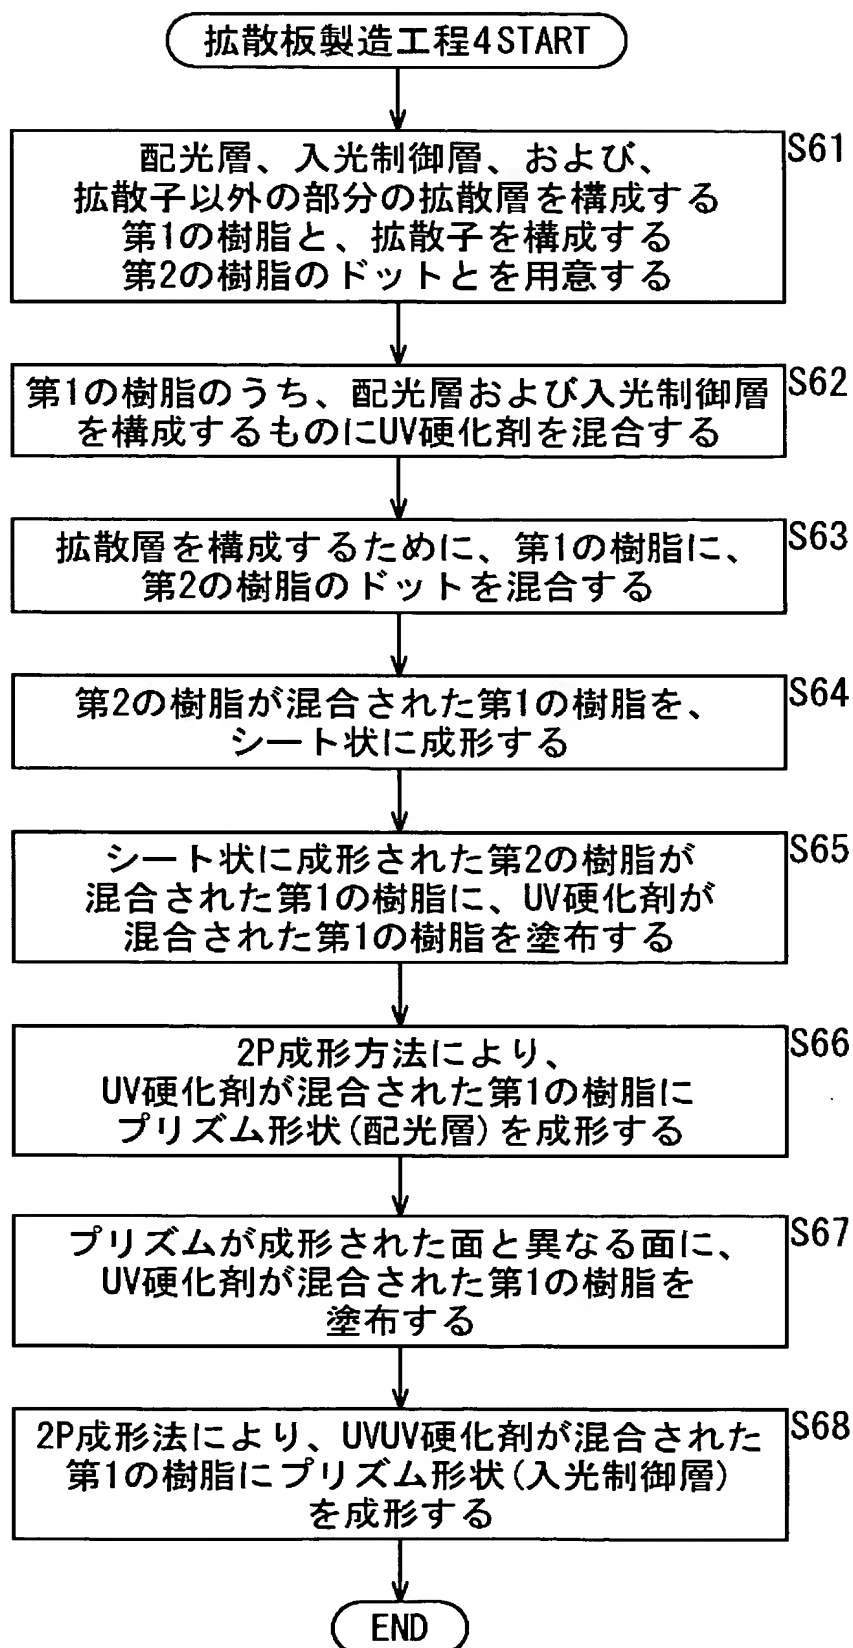 拡散板製造工程4START
S61
配光層、入光制御層、および、
拡散子以外の部分の拡散層を構成する
第1の樹脂と、拡散子を構成する
第2の樹脂のドットとを用意する
S62
第1の樹脂のうち、配光層および入光制御層
を構成するものにUV硬化剤を混合する
S63
拡散層を構成するために、第1の樹脂に、
第2の樹脂のドットを混合する
S64
第2の樹脂が混合された第1の樹脂を、
シート状に成形する
S65
シート状に成形された第2の樹脂が
混合された第1の樹脂に、UV硬化剤が
混合された第1の樹脂を塗布する
S66
2P成形方法により、
UV硬化剤が混合された第1の樹脂に
プリズム形状(配光層)を成形する
S67
プリズムが成形された面と異なる面に、
UV硬化剤が混合された第1の樹脂を
塗布する
S68
2P成形法により、UVUV硬化剤が混合された
第1の樹脂にプリズム形状(入光制御層)
を成形する
END